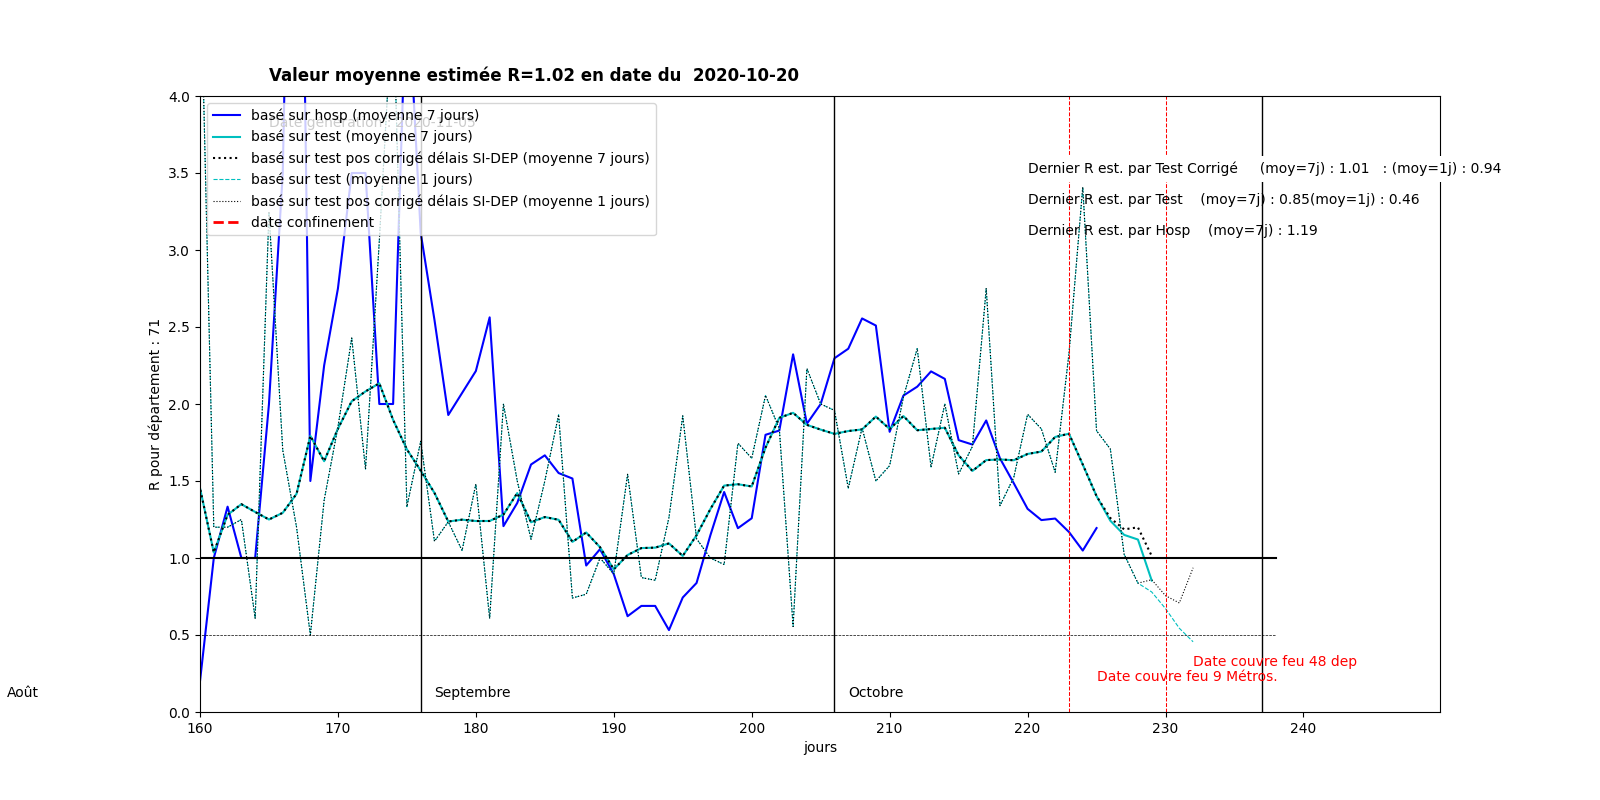 Valeur moyenne estimée R=1.02 en date du  2020-10-20
Date génération : 2020-11-05
basé sur hosp (moyenne 7 jours)
basé sur test (moyenne 7 jours)
basé sur test pos corrigé délais SI-DEP (moyenne 7 jours)
basé sur test (moyenne 1 jours)
basé sur test pos corrigé délais SI-DEP (moyenne 1 jours)
date confinement
Dernier R est. par Test Corrigé     (moy=7j) : 1.01   : (moy=1j) : 0.94
Dernier R est. par Test    (moy=7j) : 0.85(moy=1j) : 0.46
Dernier R est. par Hosp    (moy=7j) : 1.19
R pour département : 71
4.0
3.5
3.0
2.5
2.0
1.5
1.0
0.5
0.0
Date couvre feu 48 dep
Date couvre feu 9 Métros.
Août
Septembre
Octobre
160 170 180 190 200 210 220 230 240
jours